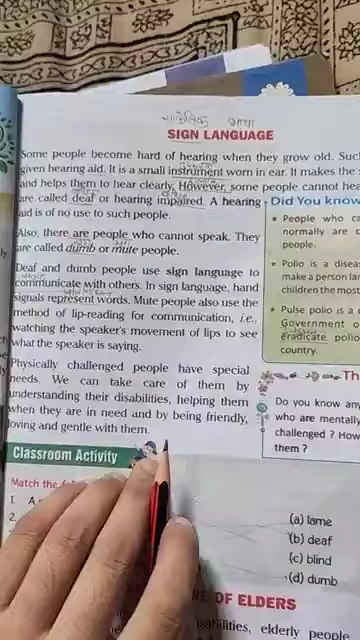 सांकेतिक भाषा
SIGN LANGUAGE
Some people become hard of hearing when they grow old. Suc
given hearing aid. It is a small instrument worn in ear. It makes the
and helps them to hear clearly. However, some people cannot hea
are called deaf or hearing impaired. A hearing
aid is of no use to such people.
Also, there are people who cannot speak. They
are called dumb or mute people.
Deaf and dumb people use sign language to
communicate with others. In sign language, hand
signals represent words. Mute people also use the
method of lip-reading for communication, i.e.,
watching the speaker's movement of lips to see
what the speaker is saying.
Physically challenged people have special
needs. We can take care of them by
understanding their disabilities, helping them
when they are in need and by being friendly,
loving and gentle with them.
Did You know
• People who ca
normally are c
people.
• Polio is a diseas
make a person la
children the most
• Pulse polio is a
Government o
eradicate polio
country.
Th
Do you know any
who are mentally
challenged ? How
them ?
Classroom Activity
Match the
1. A
2.
(a) lame
(b) deaf
(c) blind
(d) dumb
RE OF ELDERS
sabilities, elderly people